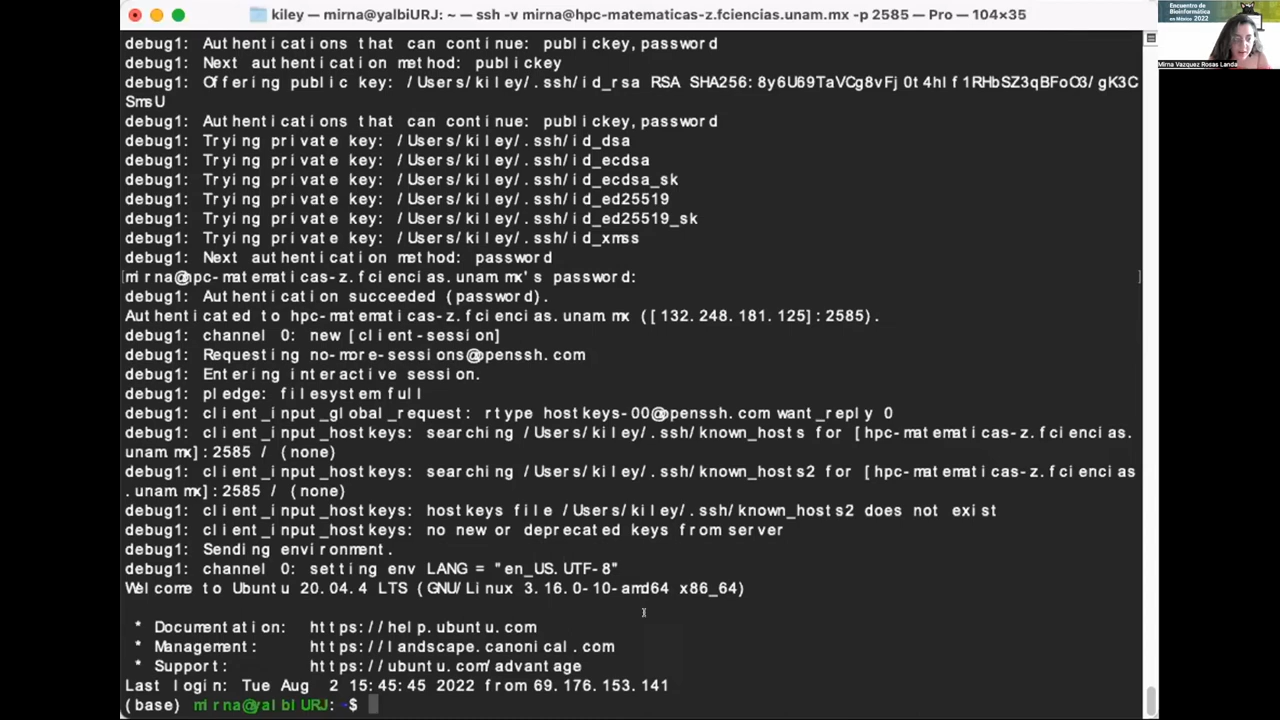 kiley — mirna@yalbiURJ: ~ — ssh -v mirna@hpc-matematicas-z.fciencias.unam.mx -p 2585 — Pro — 104×35
Encuentro de
Bioinformática
en México 2022
Mirna Vazquez Rosas Landa
debug1: Authentications that can continue: publickey,password
debug1: Next authentication method: publickey
debug1: Offering public key: /Users/kiley/.ssh/id_rsa RSA SHA256:8y6U69TaVCg8vFj0t4hlf1RHbSZ3qBFoO3/gK3C
SmsU
debug1: Authentications that can continue: publickey,password
debug1: Trying private key: /Users/kiley/.ssh/id_dsa
debug1: Trying private key: /Users/kiley/.ssh/id_ecdsa
debug1: Trying private key: /Users/kiley/.ssh/id_ecdsa_sk
debug1: Trying private key: /Users/kiley/.ssh/id_ed25519
debug1: Trying private key: /Users/kiley/.ssh/id_ed25519_sk
debug1: Trying private key: /Users/kiley/.ssh/id_xmss
debug1: Next authentication method: password
[mirna@hpc-matematicas-z.fciencias.unam.mx's password: ]
debug1: Authentication succeeded (password).
Authenticated to hpc-matematicas-z.fciencias.unam.mx ([132.248.181.125]:2585).
debug1: channel 0: new [client-session]
debug1: Requesting no-more-sessions@openssh.com
debug1: Entering interactive session.
debug1: pledge: filesystem full
debug1: client_input_global_request: rtype hostkeys-00@openssh.com want_reply 0
debug1: client_input_hostkeys: searching /Users/kiley/.ssh/known_hosts for [hpc-matematicas-z.fciencias.
unam.mx]:2585 / (none)
debug1: client_input_hostkeys: searching /Users/kiley/.ssh/known_hosts2 for [hpc-matematicas-z.fciencias
.unam.mx]:2585 / (none)
debug1: client_input_hostkeys: hostkeys file /Users/kiley/.ssh/known_hosts2 does not exist
debug1: client_input_hostkeys: no new or deprecated keys from server
debug1: Sending environment.
debug1: channel 0: setting env LANG = "en_US.UTF-8"
Welcome to Ubuntu 20.04.4 LTS (GNU/Linux 3.16.0-10-amd64 x86_64)
* Documentation: https://help.ubuntu.com
* Management: https://landscape.canonical.com
* Support: https://ubuntu.com/advantage
Last login: Tue Aug 2 15:45:45 2022 from 69.176.153.141
(base) mirna@yalbiURJ:~$